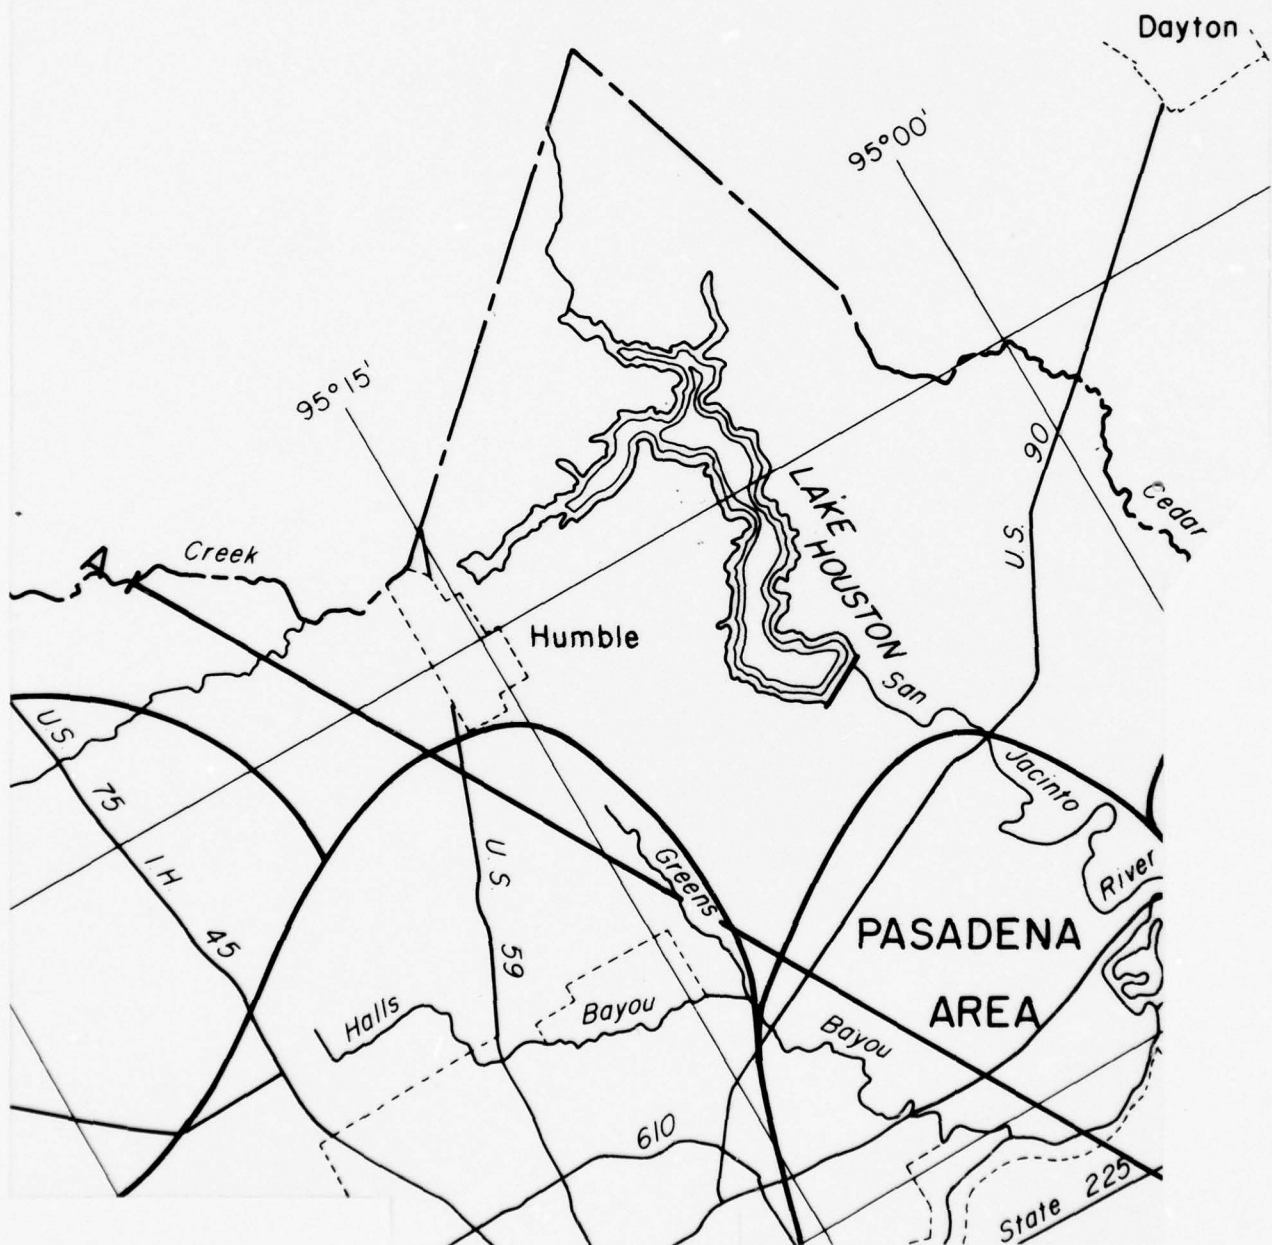 Dayton
95°00'
95°15'
90
U.S.
Cedar
LAKE
HOUSTON
A
Creek
Humble
San
U.S.
75
I.H.
45
Jacinto
River
U.S.
59
Greens
Bayou
PASADENA
AREA
Halls
Bayou
610
State 225